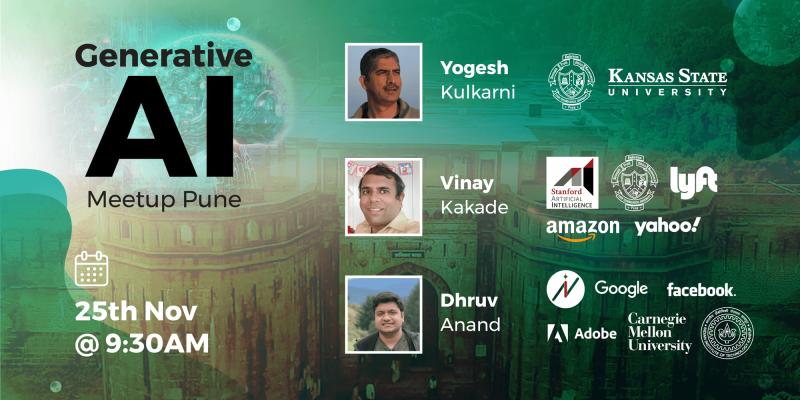 Generative
AI
Meetup Pune
25th Nov
@ 9:30AM
Yogesh
Kulkarni
KANSAS STATE
UNIVERSITY
Vinay
Kakade
Stanford
ARTIFICIAL
INTELLIGENCE
lyft
amazon
yahoo!
Dhruv
Anand
Google
facebook.
Adobe
Carnegie
Mellon
University